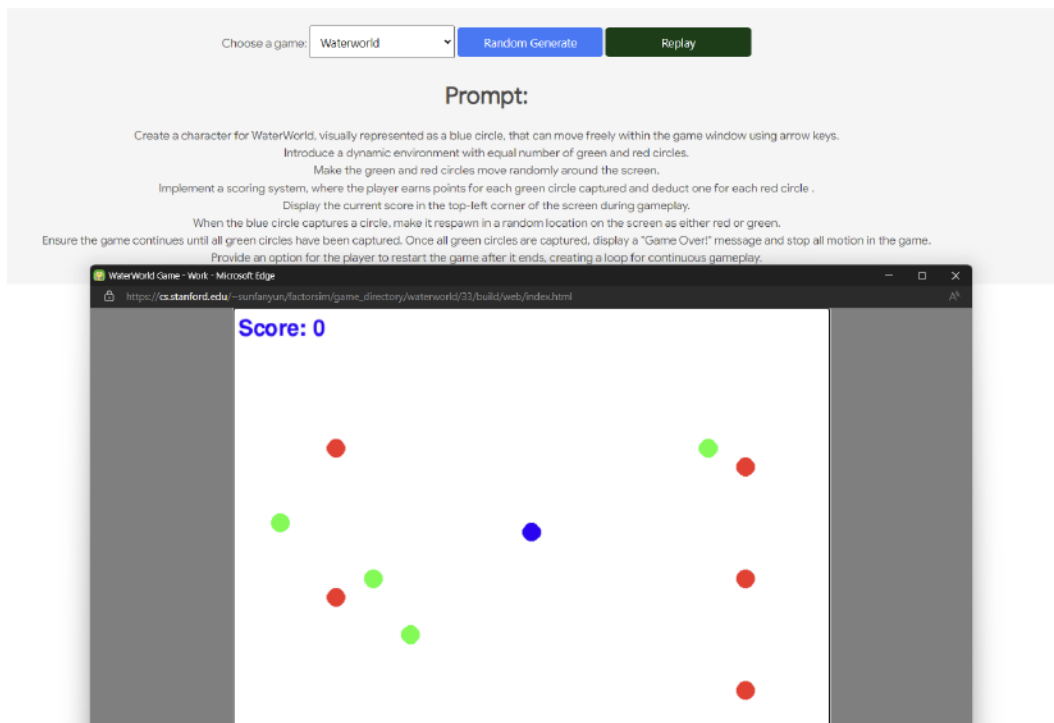 Choose a game: Waterworld Random Generate Replay
Prompt:
Create a character for WaterWorld, visually represented as a blue circle, that can move freely within the game window using arrow keys.
Introduce a dynamic environment with equal number of green and red circles.
Make the green and red circles move randomly around the screen.
Implement a scoring system, where the player earns points for each green circle captured and deduct one for each red circle .
Display the current score in the top-left corner of the screen during gameplay.
When the blue circle captures a circle, make it respawn in a random location on the screen as either red or green.
Ensure the game continues until all green circles have been captured. Once all green circles are captured, display a "Game Over!" message and stop all motion in the game.
Provide an option for the player to restart the game after it ends, creating a loop for continuous gameplay.
WaterWorld Game - Work - Microsoft Edge
https://cs.stanford.edu/~sunfanyun/factorsim/game_directory/waterworld/33/build/web/index.html
Score: 0